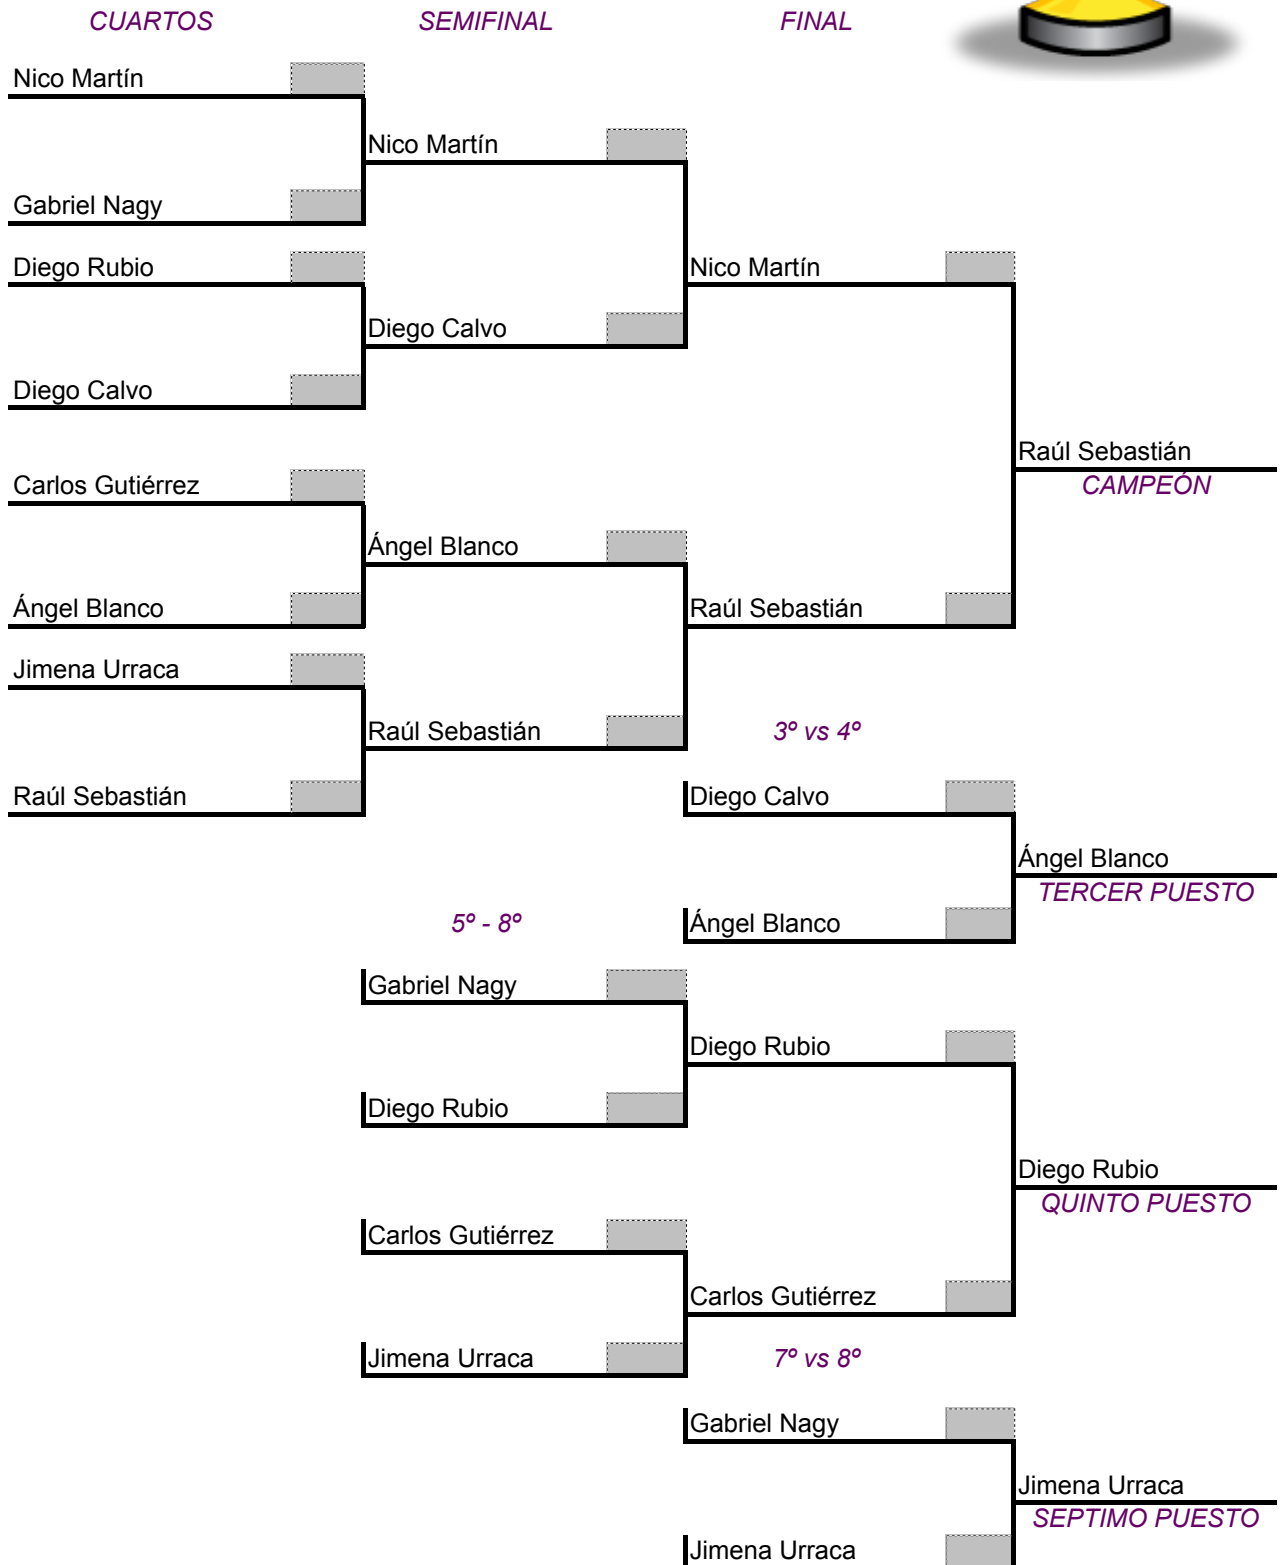 CUARTOS SEMIFINAL FINAL
Nico Martín
Nico Martín
Gabriel Nagy
Diego Rubio Nico Martín
Diego Calvo
Diego Calvo
Raúl Sebastián
Carlos Gutiérrez CAMPEÓN
Ángel Blanco
Ángel Blanco Raúl Sebastián
Jimena Urraca
Raúl Sebastián 3º vs 4º
Raúl Sebastián Diego Calvo
Ángel Blanco
TERCER PUESTO
5º - 8º Ángel Blanco
Gabriel Nagy
Diego Rubio
Diego Rubio
Diego Rubio
QUINTO PUESTO
Carlos Gutiérrez
Carlos Gutiérrez
Jimena Urraca 7º vs 8º
Gabriel Nagy
Jimena Urraca
SEPTIMO PUESTO
Jimena Urraca